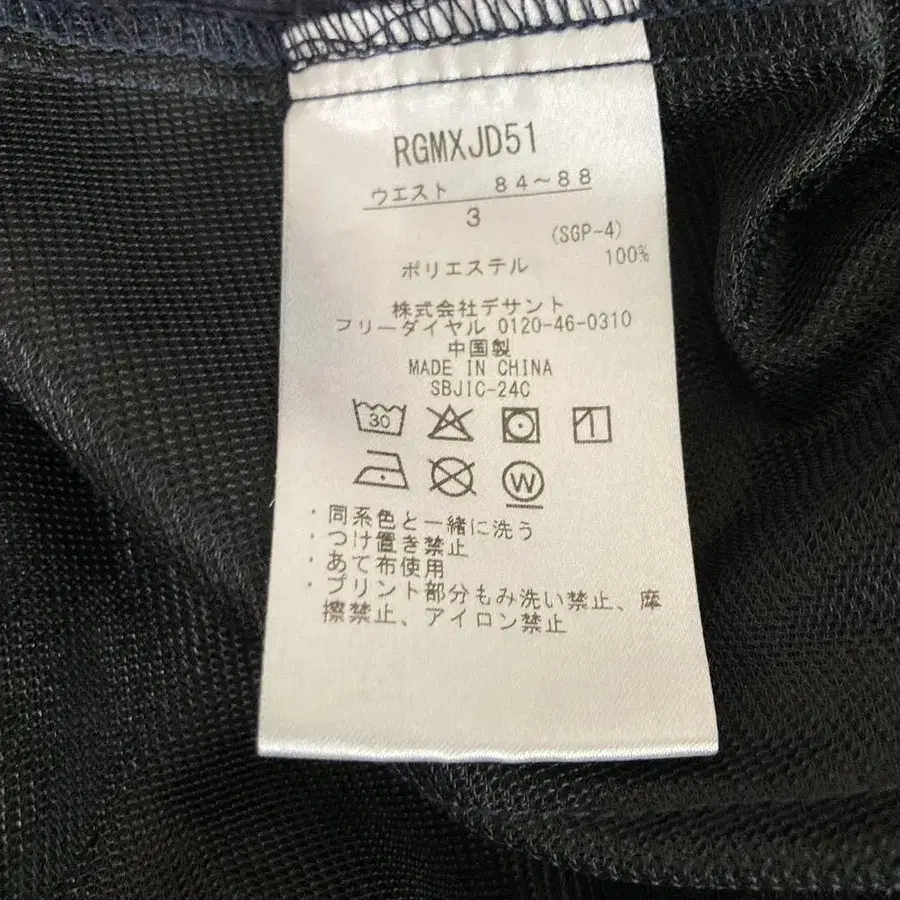 RGMXJD51
ウエスト 84～88
3
(SGP-4)
ポリエステル 100%
株式会社デサント
フリーダイヤル 0120-46-0310
中国製
MADE IN CHINA
SBJIC-24C
30
W
・同系色と一緒に洗う
・つけ置き禁止
・あて布使用
・プリント部分もみ洗い禁止、摩
擦禁止、アイロン禁止